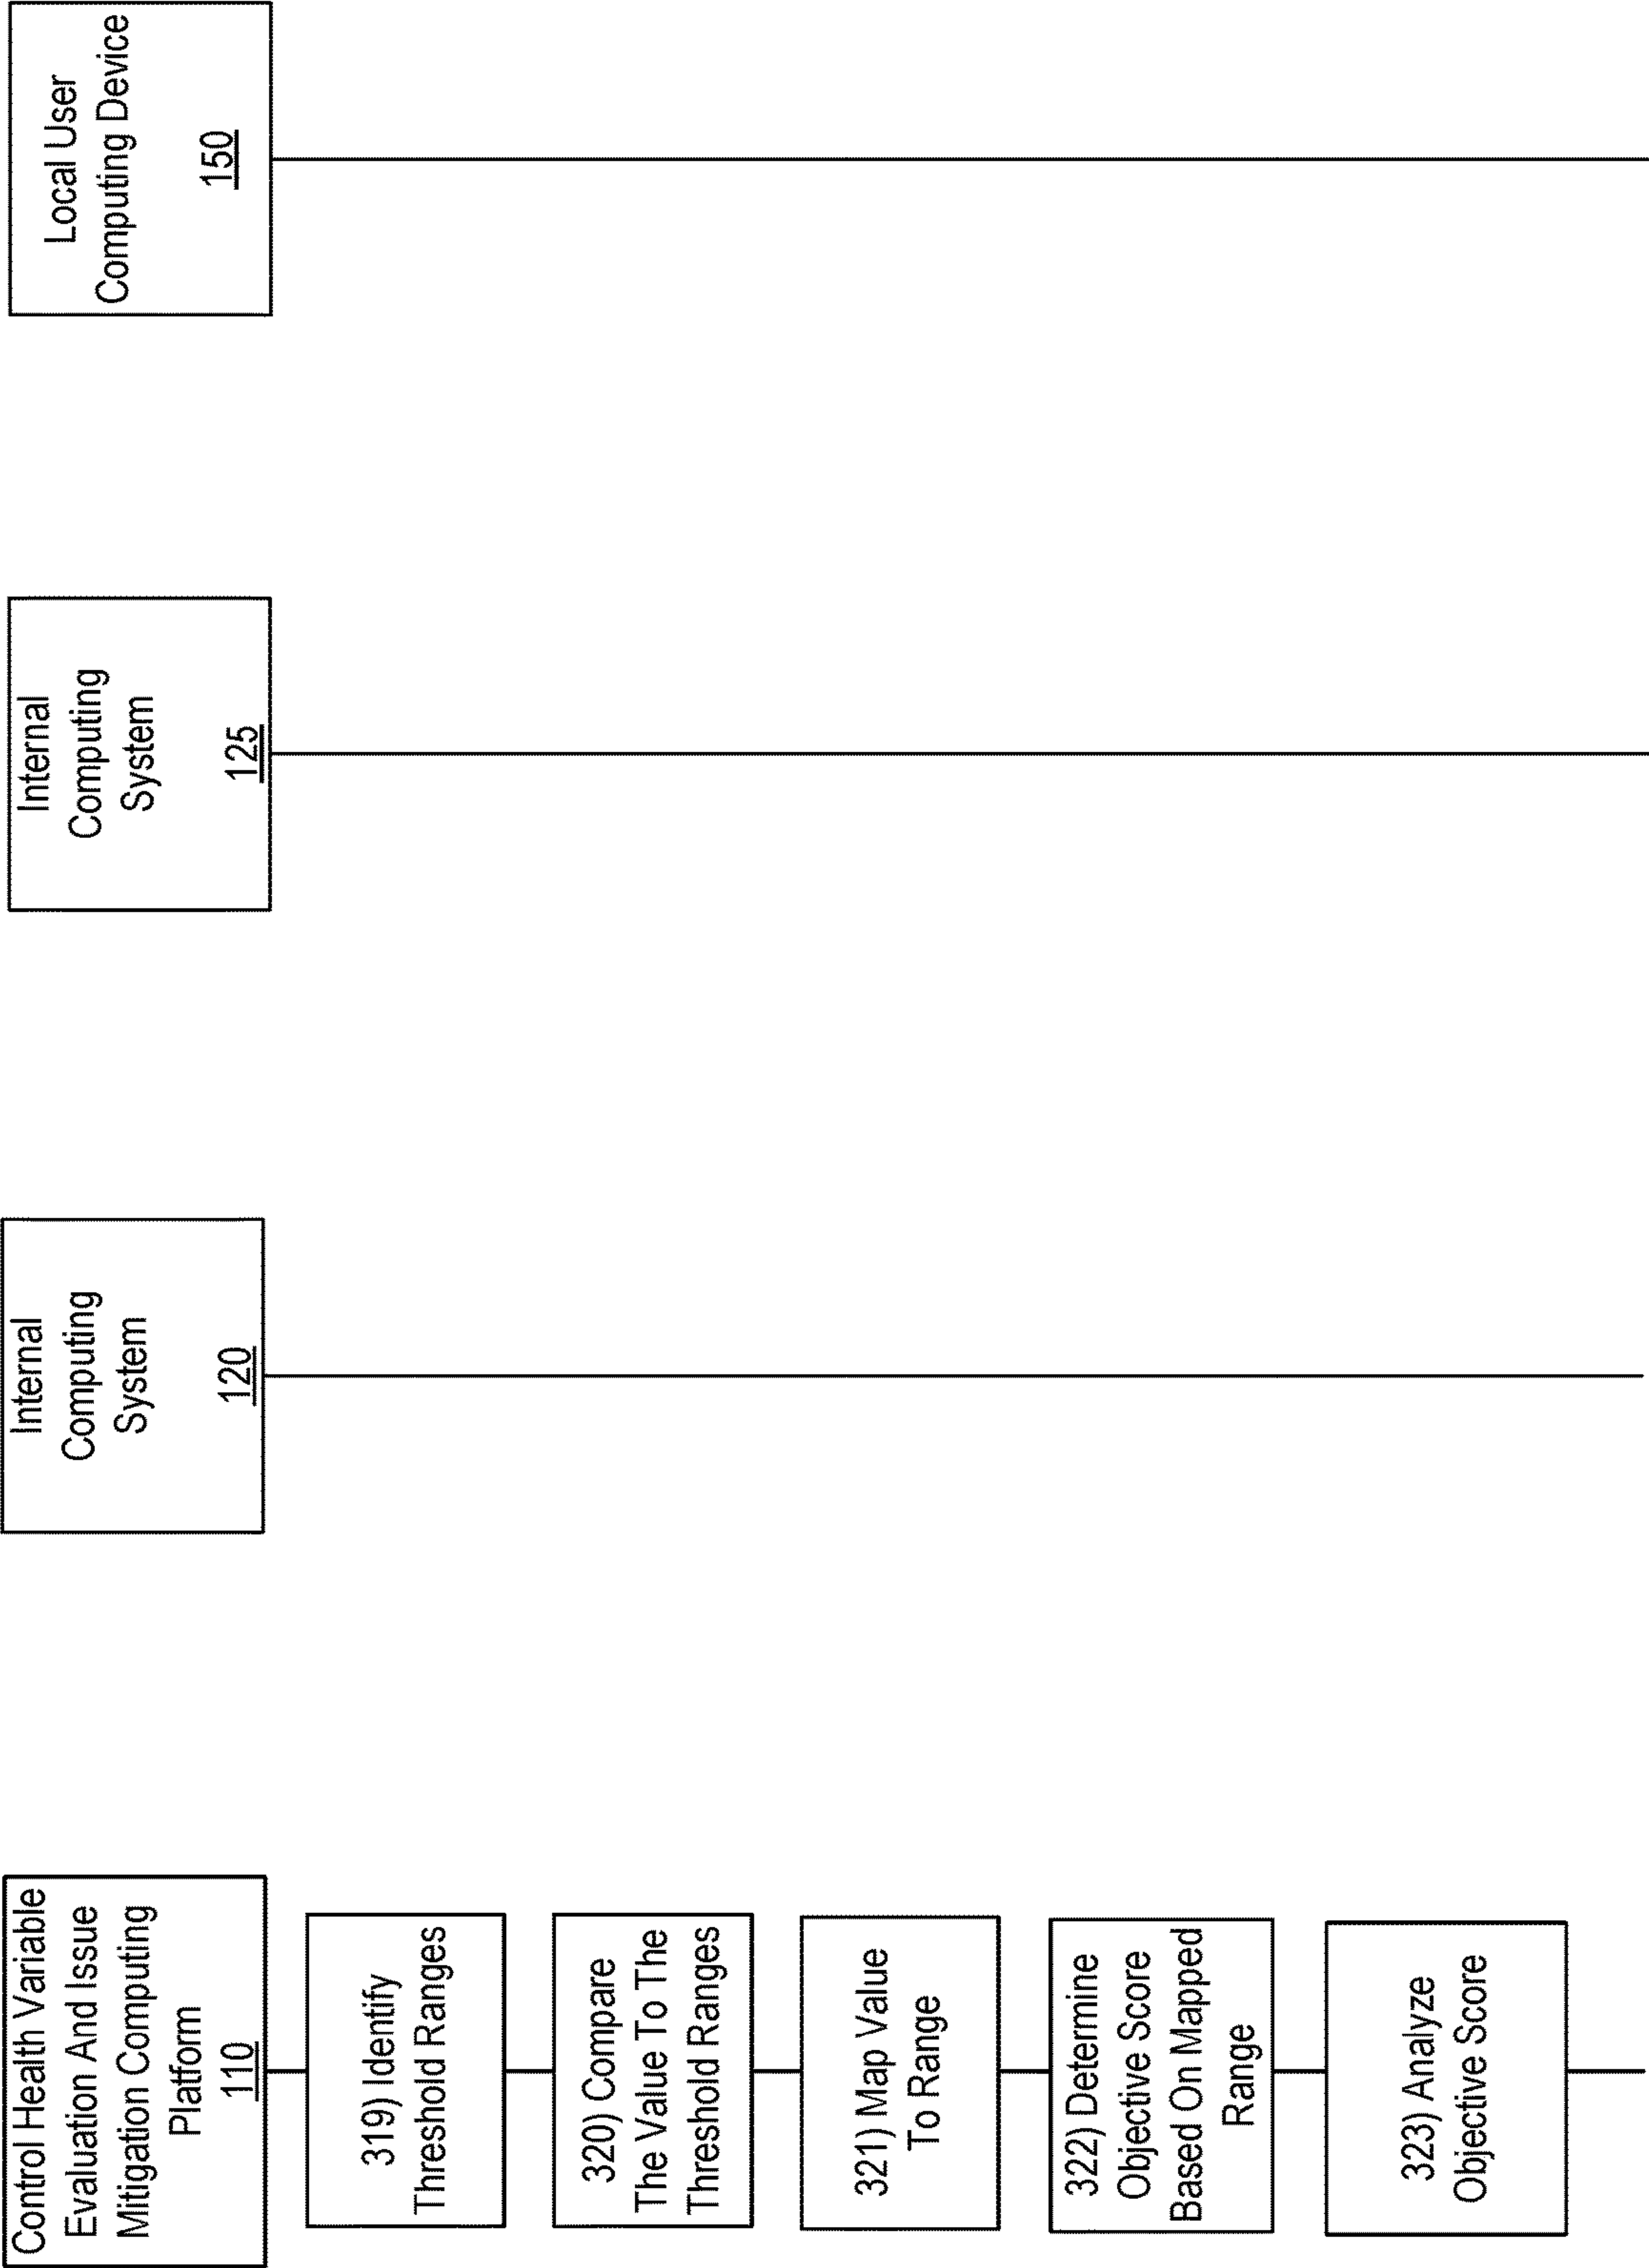 Control Health Variable
Evaluation And Issue
Mitigation Computing
Platform
110
Internal
Computing
System
120
Internal
Computing
System
125
Local User
Computing Device
150
319) Identify
Threshold Ranges
320) Compare
The Value To The
Threshold Ranges
321) Map Value
To Range
322) Determine
Objective Score
Based On Mapped
Range
323) Analyze
Objective Score